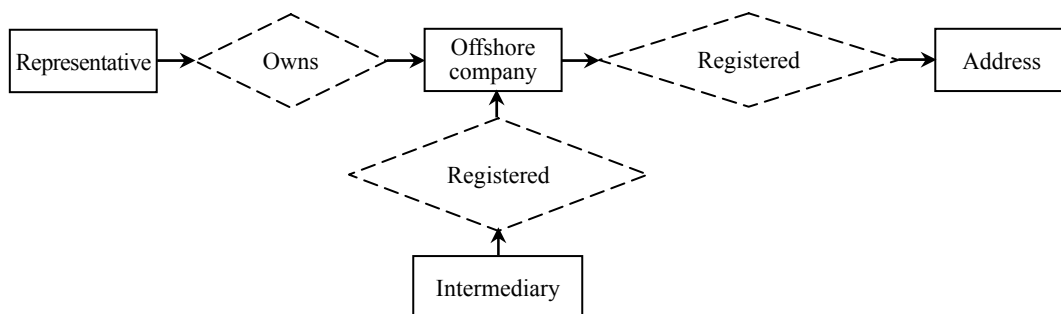 Representative
Owns
Offshore
company
Registered
Address
Registered
Intermediary